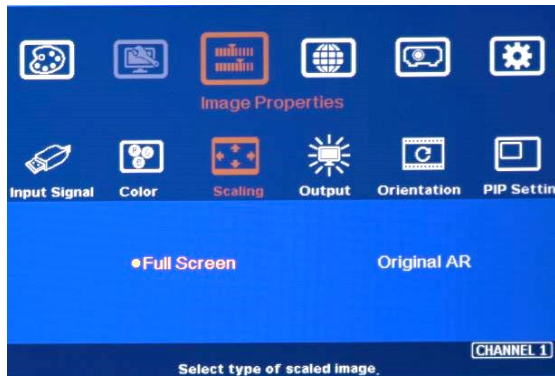 Image Properties
Input Signal Color Scaling Output Orientation PIP Settin
Full Screen Original AR
CHANNEL 1
Select type of scaled image.